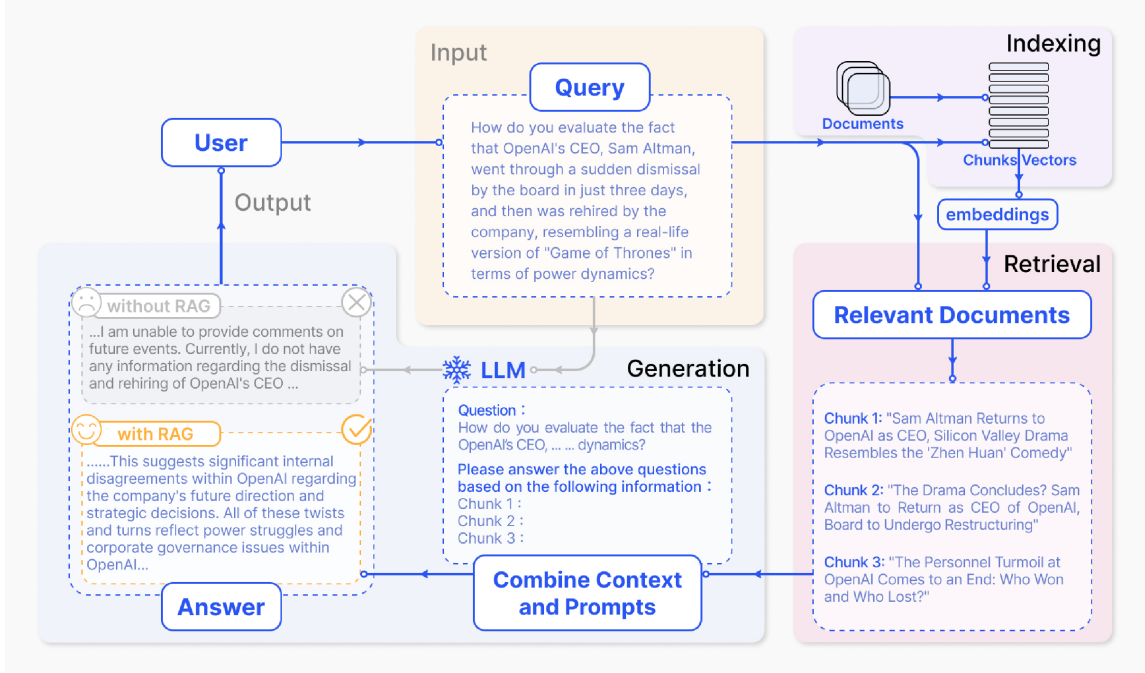 Input
Query
How do you evaluate the fact
that OpenAI's CEO, Sam Altman,
went through a sudden dismissal
by the board in just three days,
and then was rehired by the
company, resembling a real-life
version of "Game of Thrones" in
terms of power dynamics?
Indexing
Documents
Chunks Vectors
embeddings
User
Output
Retrieval
Relevant Documents
Chunk 1: "Sam Altman Returns to
OpenAI as CEO, Silicon Valley Drama
Resembles the 'Zhen Huan' Comedy"
Chunk 2: "The Drama Concludes? Sam
Altman to Return as CEO of OpenAI,
Board to Undergo Restructuring"
Chunk 3: "The Personnel Turmoil at
OpenAI Comes to an End: Who Won
and Who Lost?"
LLM
Generation
Question :
How do you evaluate the fact that the
OpenAI's CEO, ... ... dynamics?
Please answer the above questions
based on the following information :
Chunk 1 :
Chunk 2 :
Chunk 3 :
Combine Context
and Prompts
without RAG
...I am unable to provide comments on
future events. Currently, I do not have
any information regarding the dismissal
and rehiring of OpenAI's CEO ...
with RAG
......This suggests significant internal
disagreements within OpenAI regarding
the company's future direction and
strategic decisions. All of these twists
and turns reflect power struggles and
corporate governance issues within
OpenAI...
Answer